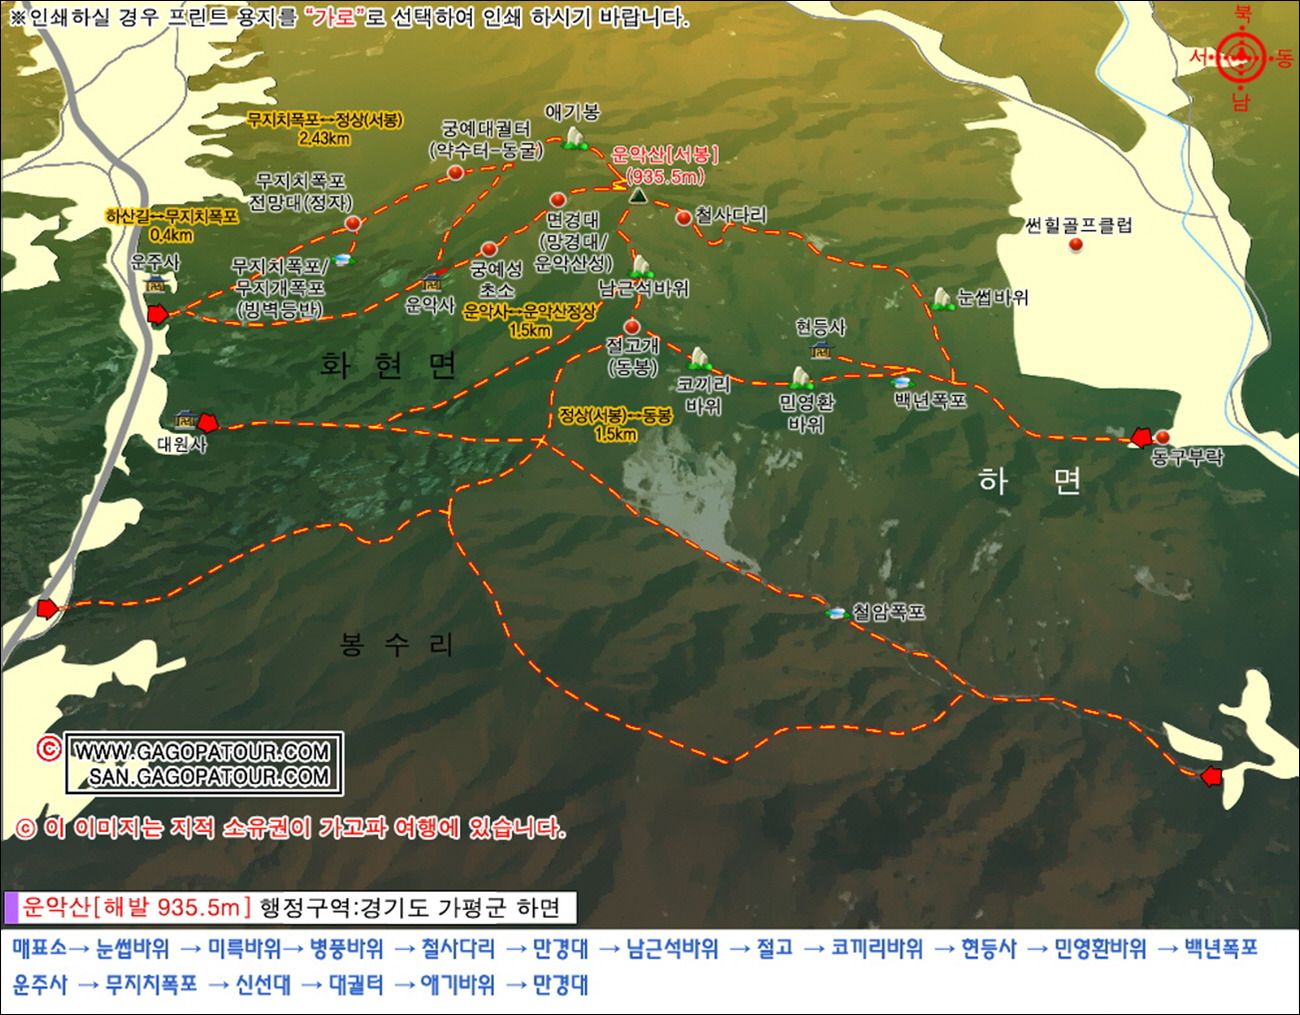 ※인쇄하실 경우 프린트 용지를 "가로"로 선택하여 인쇄 하시기 바랍니다.
북
서
동
남
무지치폭포↔정상(서봉)
2.43km
궁예대궐터
(약수터-동굴)
애기봉
운악산[서봉]
(935.5m)
무지치폭포
전망대(정자)
하산길↔무지치폭포
0.4km
운주사
무지치폭포/
무지개폭포
(빙벽등반)
면경대
(망경대/
운악산성)
철사다리
썬힐골프클럽
궁예성
초소
운악사
운악사↔운악산정상
1.5km
남근석바위
눈썹바위
현등사
절고개
(동봉)
코끼리
바위
민영환
바위
백년폭포
화 현 면
정상(서봉)↔동봉
1.5km
대원사
동구부락
하 면
철암폭포
봉 수 리
© WWW.GAGOPATOUR.COM
SAN.GAGOPATOUR.COM
© 이 이미지는 지적 소유권이 가고파 여행에 있습니다.
운악산[해발 935.5m] 행정구역:경기도 가평군 하면
매표소→ 눈썹바위 → 미륵바위→ 병풍바위 → 철사다리 → 만경대 → 남근석바위 → 절고 → 코끼리바위 → 현등사 → 민영환바위 → 백년폭포
운주사 → 무지치폭포 → 신선대 → 대궐터 → 애기바위 → 만경대